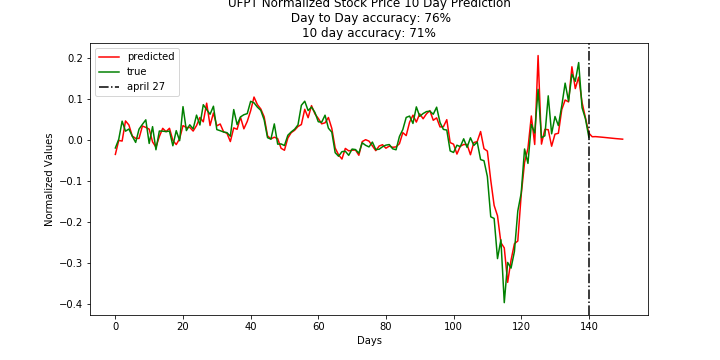 UFPT Normalized Stock Price 10 Day Prediction
Day to Day accuracy: 76%
10 day accuracy: 71%
predicted
true
april 27
Normalized Values
0.2
0.1
0.0
−0.1
−0.2
−0.3
−0.4
0 20 40 60 80 100 120 140
Days